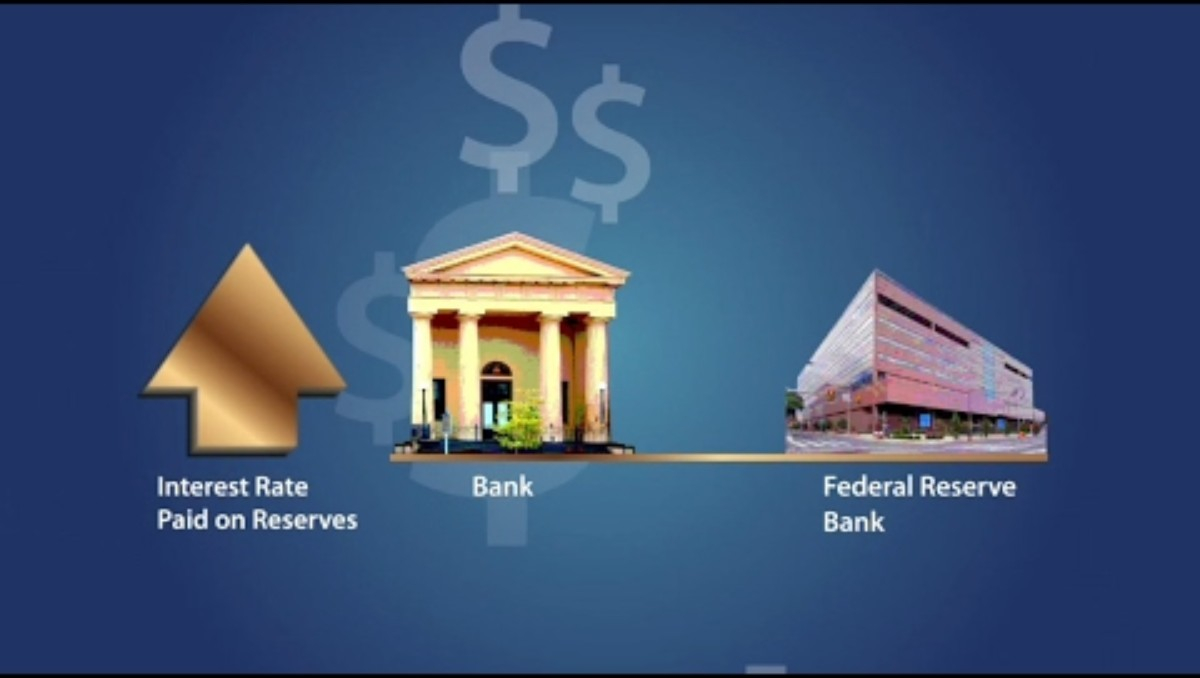 Interest Rate
Paid on Reserves
Bank
Federal Reserve
Bank